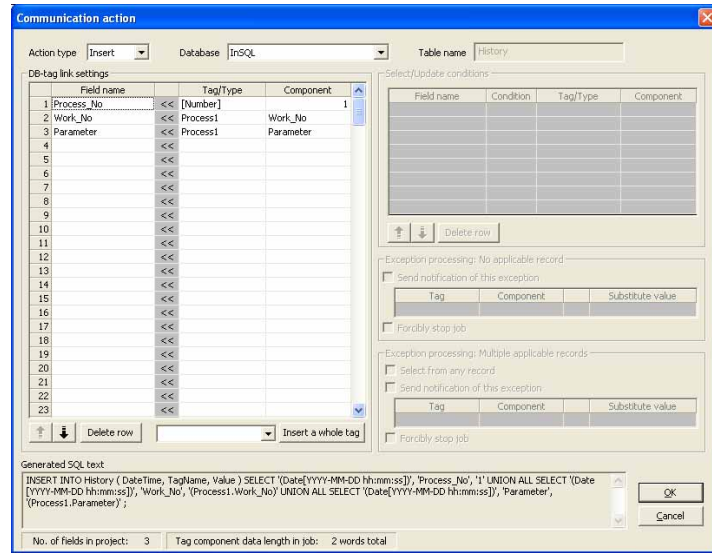 Communication action
Action type Insert Database InSQL Table name History
DB-tag link settings
Field name Tag/Type Component
1 Process_No << [Number] 1
2 Work_No << Process1 Work_No
3 Parameter << Process1 Parameter
4 <<
5 <<
6 <<
7 <<
8 <<
9 <<
10 <<
11 <<
12 <<
13 <<
14 <<
15 <<
16 <<
17 <<
18 <<
19 <<
20 <<
21 <<
22 <<
23 <<
Delete row Insert a whole tag
Select/Update conditions
Field name Condition Tag/Type Component
Delete row
Exception processing: No applicable record
Send notification of this exception
Tag Component Substitute value
Forcibly stop job
Exception processing: Multiple applicable records
Select from any record
Send notification of this exception
Tag Component Substitute value
Forcibly stop job
Generated SQL text
INSERT INTO History ( DateTime, TagName, Value ) SELECT '(Date[YYYY-MM-DD hh:mm:ss])', 'Process_No', '1' UNION ALL SELECT '(Date
[YYYY-MM-DD hh:mm:ss])', 'Work_No', '(Process1.Work_No)' UNION ALL SELECT '(Date[YYYY-MM-DD hh:mm:ss])', 'Parameter',
'(Process1.Parameter)' ;
OK
Cancel
No. of fields in project: 3 Tag component data length in job: 2 words total